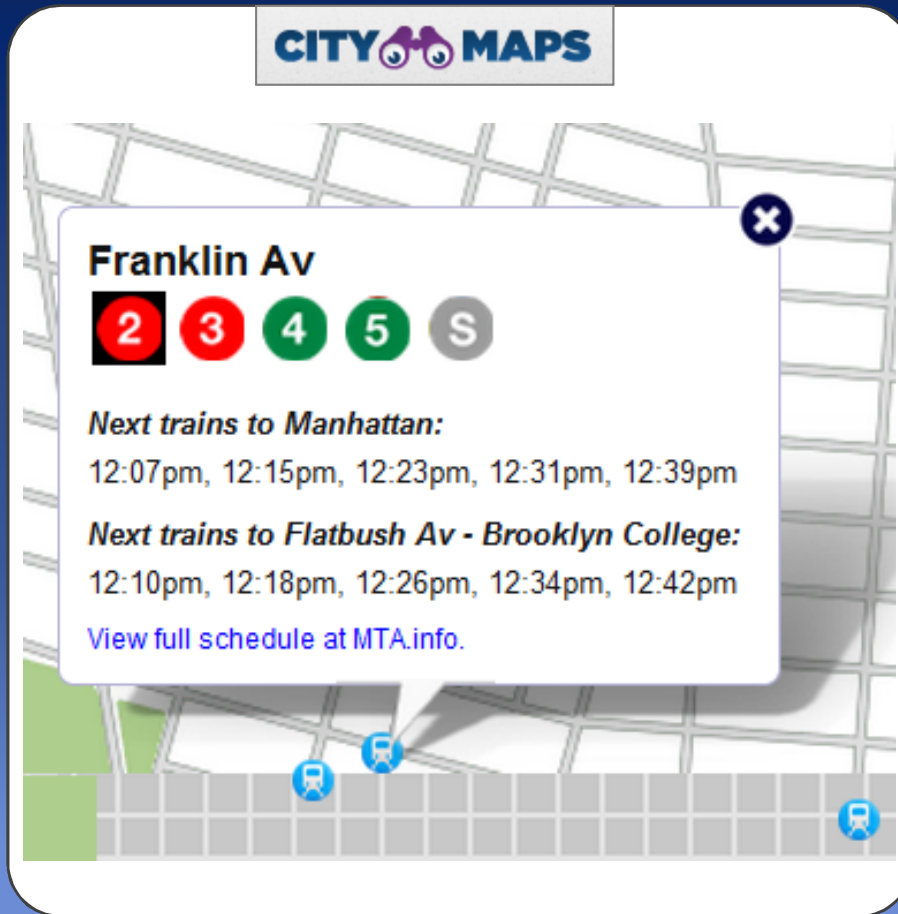 CITY MAPS
Franklin Av
2 3 4 5 S
Next trains to Manhattan:
12:07pm, 12:15pm, 12:23pm, 12:31pm, 12:39pm
Next trains to Flatbush Av - Brooklyn College:
12:10pm, 12:18pm, 12:26pm, 12:34pm, 12:42pm
View full schedule at MTA.info.